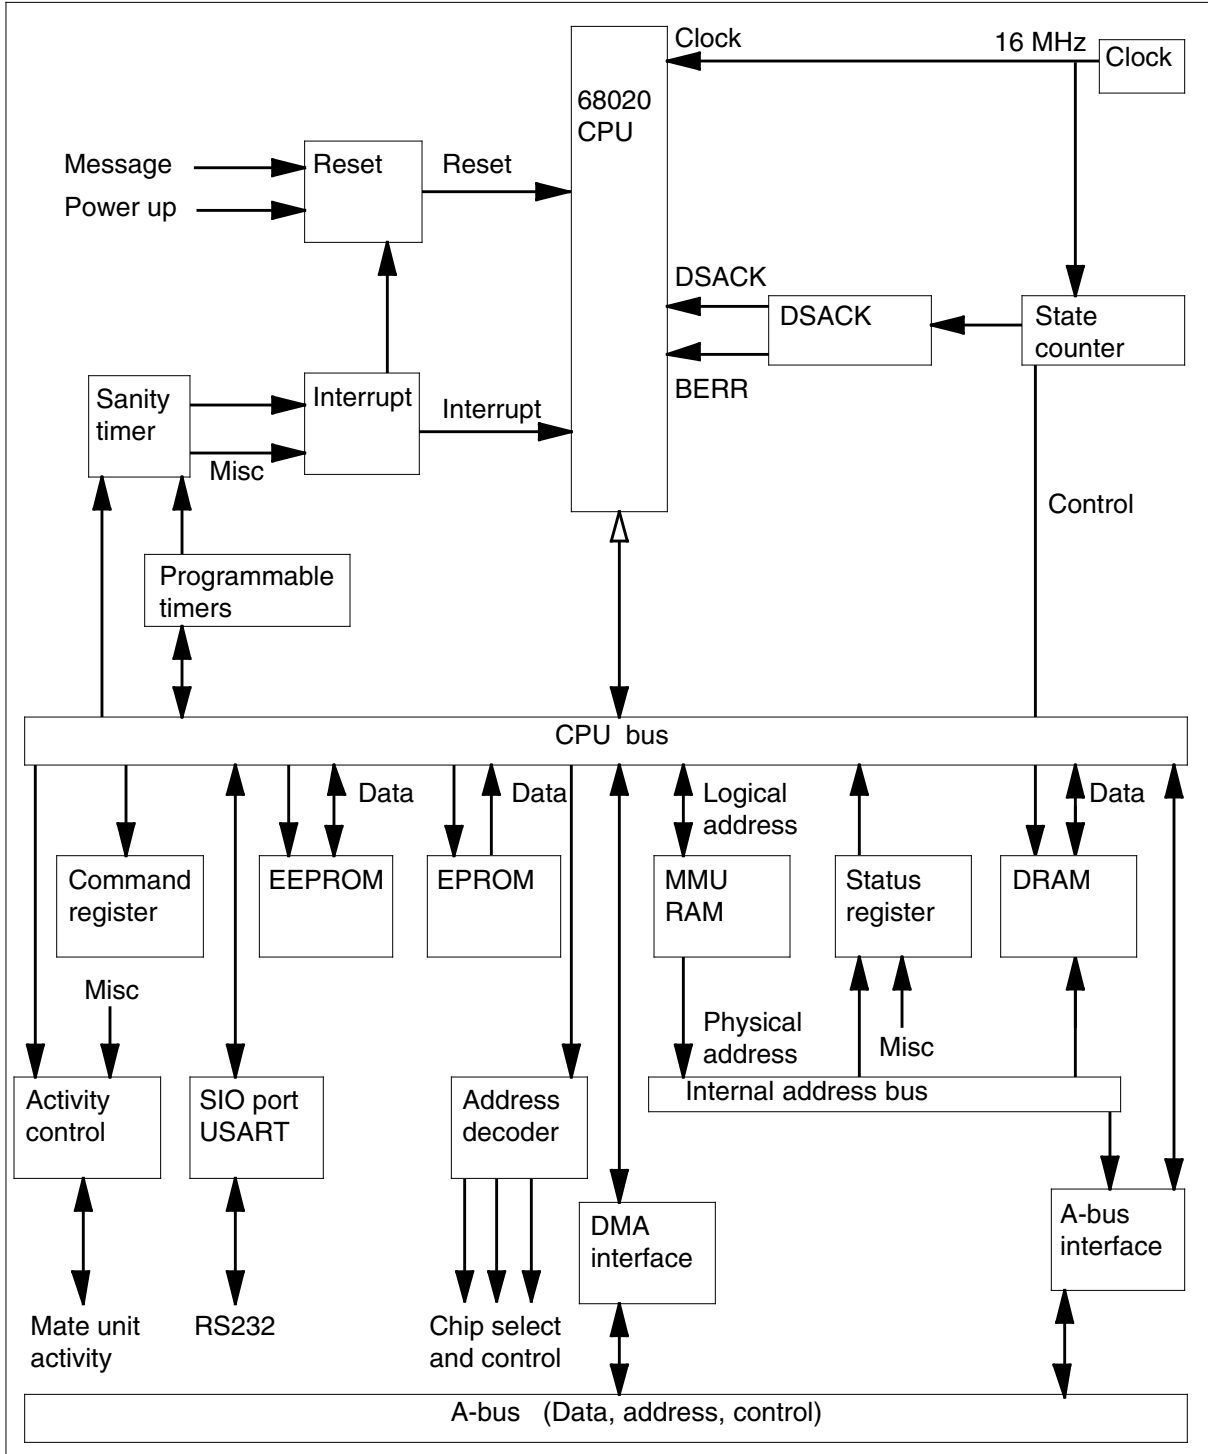 Clock
16 MHz
Clock
68020
CPU
Message
Reset
Reset
Power up
DSACK
DSACK
State
counter
BERR
Sanity
timer
Interrupt
Interrupt
Misc
Control
Programmable
timers
CPU bus
Data
Data
Logical
address
Data
Command
register
EEPROM
EPROM
MMU
RAM
Status
register
DRAM
Misc
Physical
address
Misc
Internal address bus
Activity
control
SIO port
USART
Address
decoder
DMA
interface
A-bus
interface
Mate unit
activity
RS232
Chip select
and control
A-bus (Data, address, control)